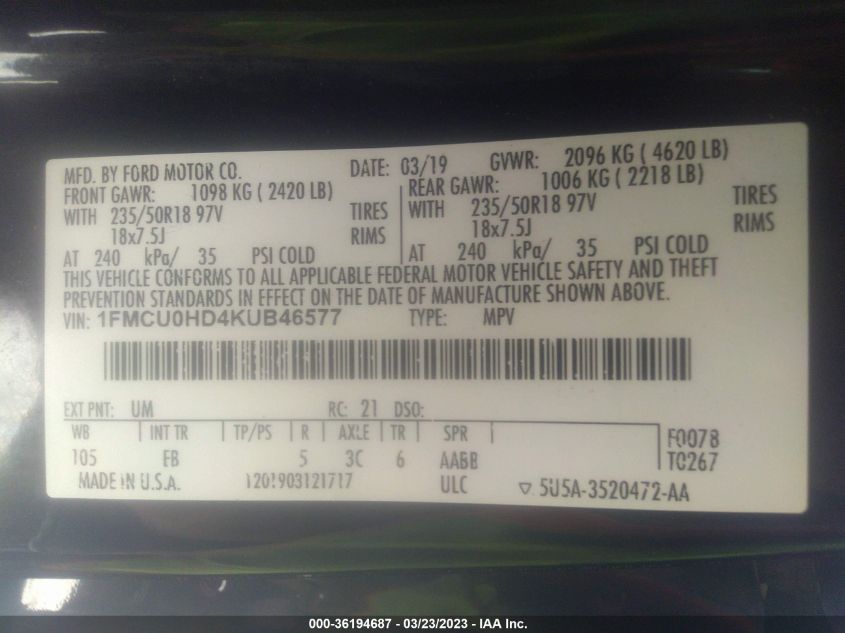 MFD. BY FORD MOTOR CO. DATE: 03/19 GVWR: 2096 KG ( 4620 LB)
FRONT GAWR: 1098 KG ( 2420 LB) REAR GAWR: 1006 KG ( 2218 LB)
WITH 235/50R18 97V TIRES WITH 235/50R18 97V TIRES
18x7.5J RIMS 18x7.5J RIMS
AT 240 kPa/ 35 PSI COLD AT 240 kPa/ 35 PSI COLD
THIS VEHICLE CONFORMS TO ALL APPLICABLE FEDERAL MOTOR VEHICLE SAFETY AND THEFT
PREVENTION STANDARDS IN EFFECT ON THE DATE OF MANUFACTURE SHOWN ABOVE.
VIN: 1FMCU0HD4KUB46577 TYPE: MPV
EXT PNT: UM RC: 21 DSO:
WB INT TR TP/PS R AXLE TR SPR F0078
105 FB 5 3C 6 AABB T0267
MADE IN U.S.A. 1201903121717 ULC ▽ 5U5A-3520472-AA
000-36194687 - 03/23/2023 - IAA Inc.